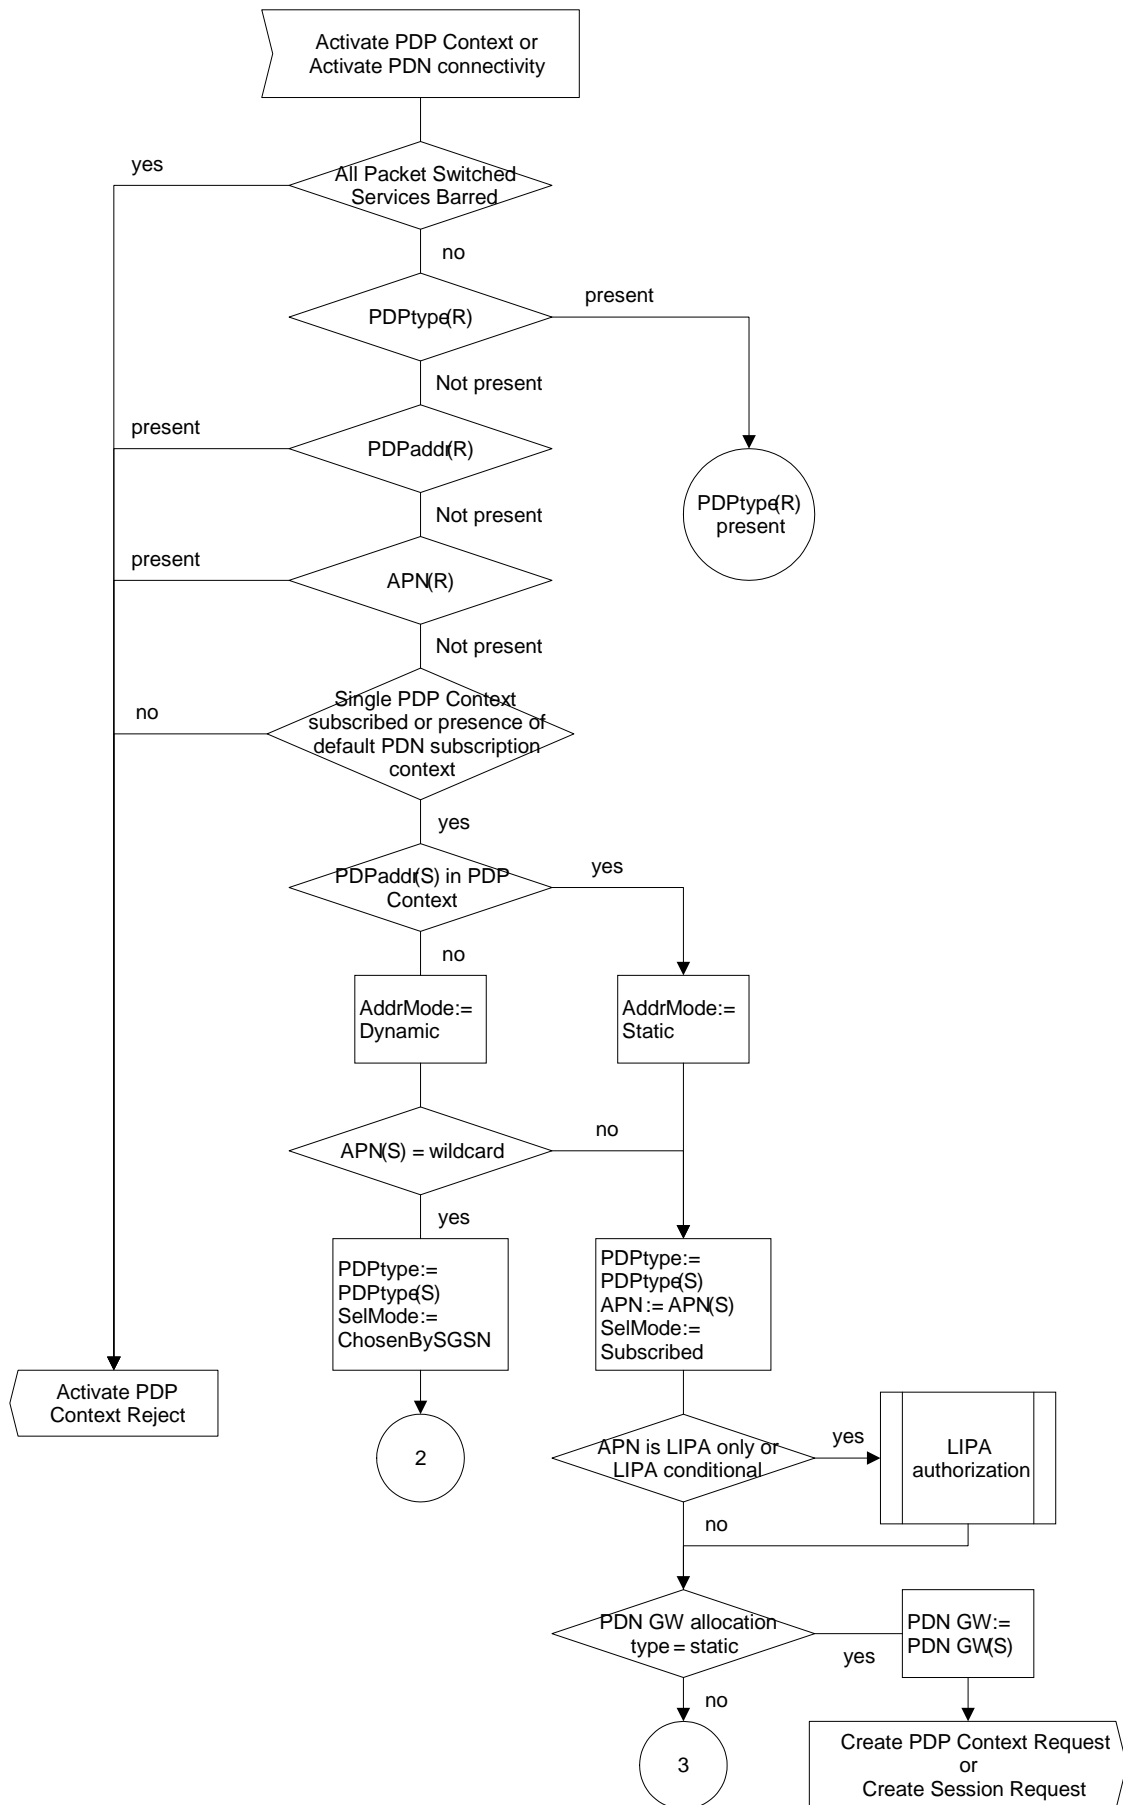 Activate PDP Context or
Activate PDN connectivity
yes
All Packet Switched
Services Barred
no
present
PDPtype(R)
Not present
present
PDPaddr(R)
PDPtype(R)
present
Not present
present
APN(R)
Not present
no
Single PDP Context
subscribed or presence of
default PDN subscription
context
yes
PDPaddr(S) in PDP
Context
yes
no
AddrMode:=
Dynamic
AddrMode:=
Static
APN(S) = wildcard
no
yes
PDPtype:=
PDPtype(S)
SelMode:=
ChosenBySGSN
PDPtype:=
PDPtype(S)
APN := APN(S)
SelMode:=
Subscribed
Activate PDP
Context Reject
2
APN is LIPA only or
LIPA conditional
yes
LIPA
authorization
no
PDN GW allocation
type = static
yes
PDN GW:=
PDN GW(S)
no
3
Create PDP Context Request
or
Create Session Request